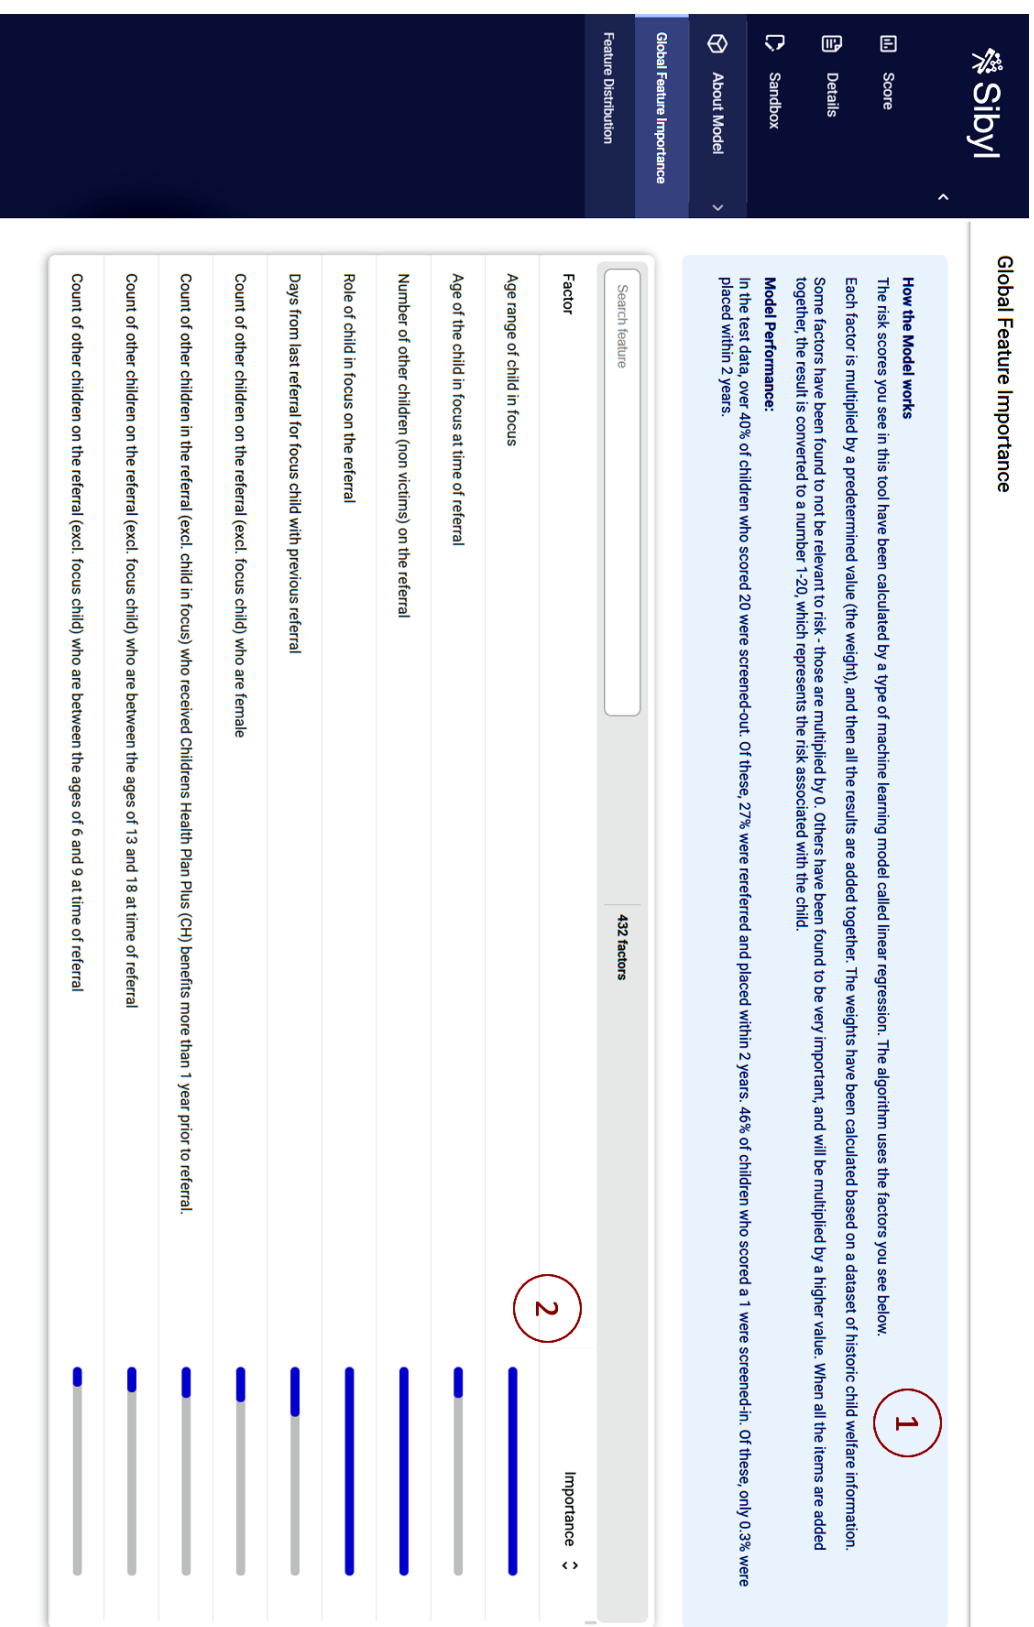 Sibyl
Score
Details
Sandbox
About Model
Global Feature Importance
Feature Distribution
Global Feature Importance
How the Model works
The risk scores you see in this tool have been calculated by a type of machine learning model called linear regression. The algorithm uses the factors you see below.
Each factor is multiplied by a predetermined value (the weight), and then all the results are added together. The weights have been calculated based on a dataset of historic child welfare information.
Some factors have been found to not be relevant to risk - those are multiplied by 0. Others have been found to be very important, and will be multiplied by a higher value. When all the items are added
together, the result is converted to a number 1-20, which represents the risk associated with the child.
Model Performance:
In the test data, over 40% of children who scored 20 were screened-out. Of these, 27% were rereferred and placed within 2 years. 46% of children who scored a 1 were screened-in. Of these, only 0.3% were
placed within 2 years.
1
Search feature
432 factors
Factor
Importance
2
Age range of child in focus
Age of the child in focus at time of referral
Number of other children (non victims) on the referral
Role of child in focus on the referral
Days from last referral for focus child with previous referral
Count of other children on the referral (excl. focus child) who are female
Count of other children in the referral (excl. child in focus) who received Childrens Health Plan Plus (CH) benefits more than 1 year prior to referral.
Count of other children on the referral (excl. focus child) who are between the ages of 13 and 18 at time of referral
Count of other children on the referral (excl. focus child) who are between the ages of 6 and 9 at time of referral